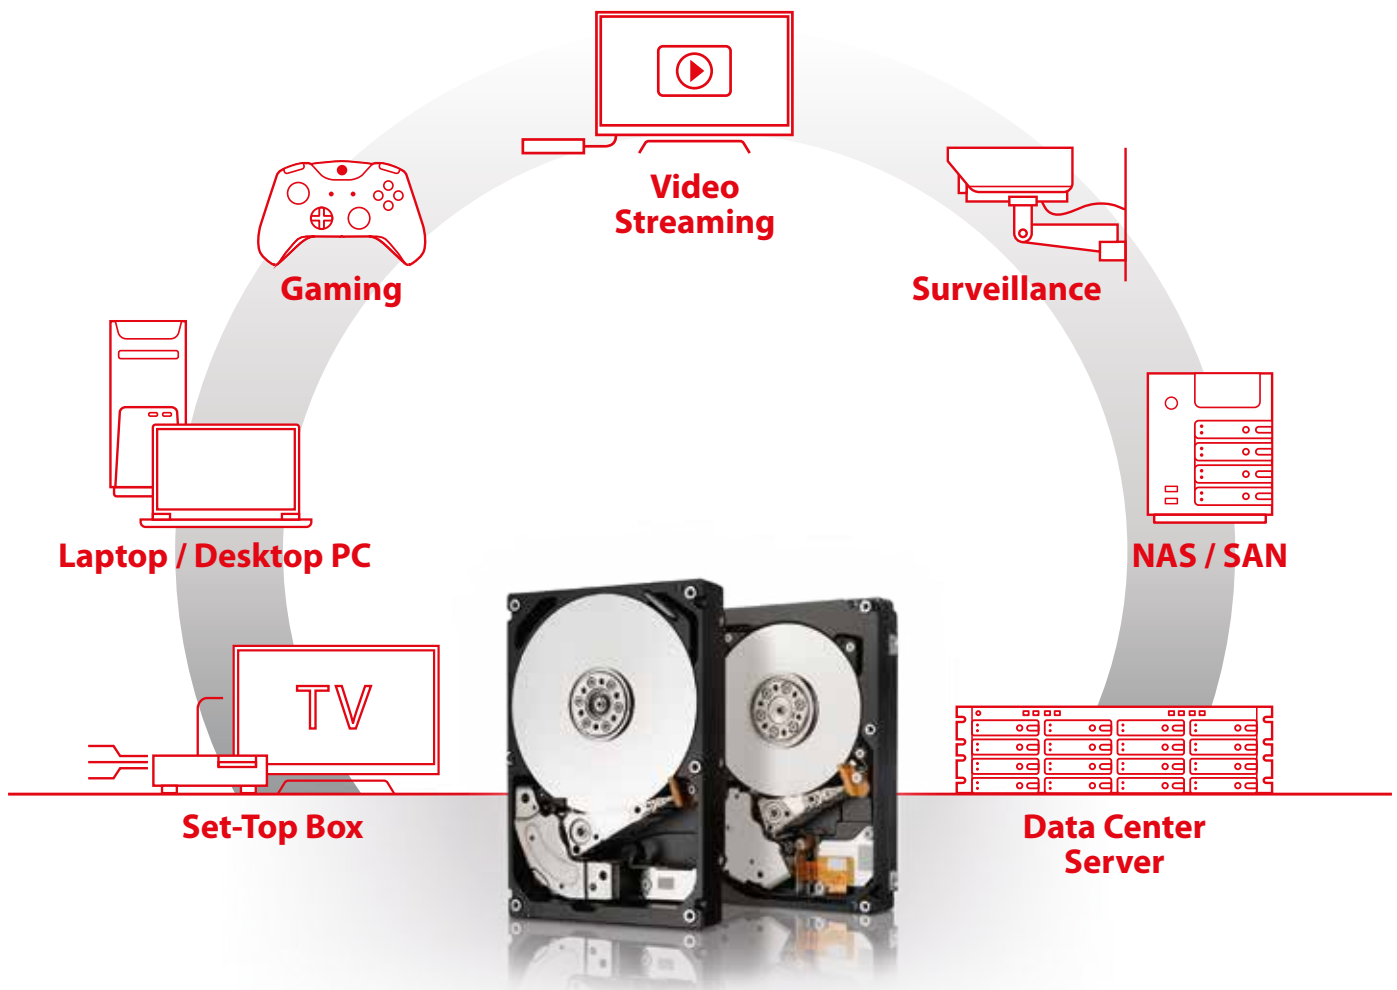 Video
Streaming
Gaming
Surveillance
Laptop / Desktop PC
NAS / SAN
TV
Set-Top Box
Data Center
Server